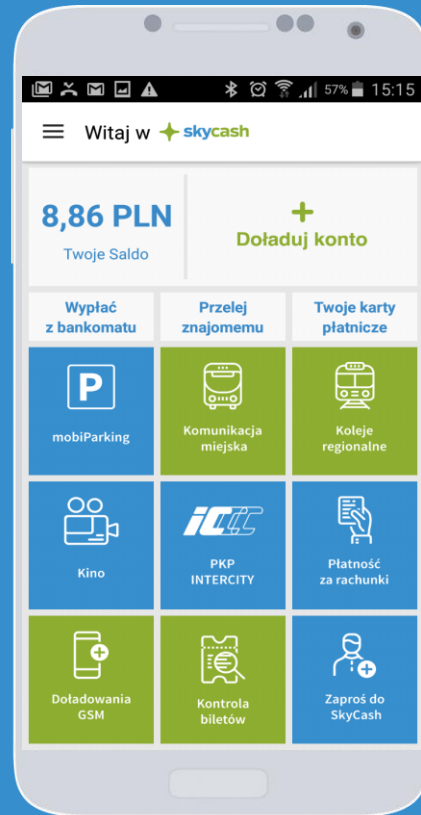 57% 15:15
Witaj w skycash
8,86 PLN
Twoje Saldo
+
Doładuj konto
Wypłać
z bankomatu
Przelej
znajomemu
Twoje karty
płatnicze
P
mobiParking
Komunikacja
miejska
Koleje
regionalne
Kino
IC
PKP
INTERCITY
Płatność
za rachunki
Doładowania
GSM
Kontrola
biletów
Zaproś do
SkyCash